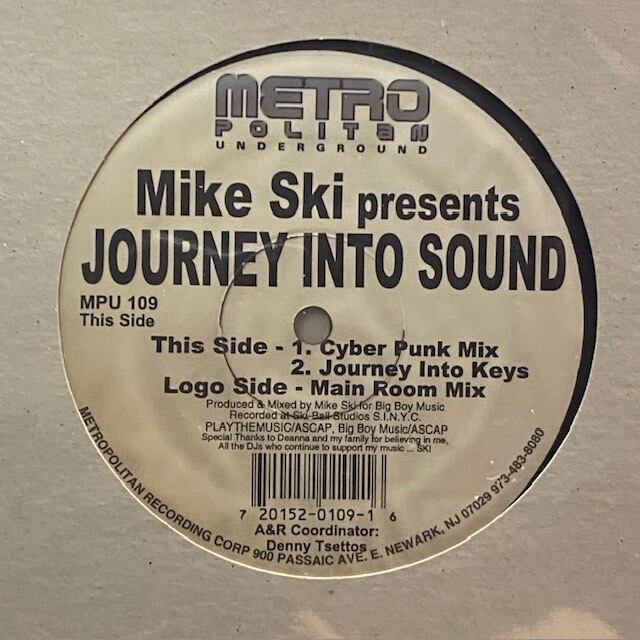 METRO
POLITAN
UNDERGROUND
Mike Ski presents
JOURNEY INTO SOUND
MPU 109
This Side
This Side - 1. Cyber Punk Mix
2. Journey Into Keys
Logo Side - Main Room Mix
Produced & Mixed by Mike Ski for Big Boy Music
Recorded at Ski-Ball Studios S.I.N.Y.C.
PLAYTHEMUSIC/ASCAP, Big Boy Music/ASCAP
Special Thanks to Deanna and my family for believing in me.
All the DJs who continue to support my music ... SKI
7 20152-0109-1 6
A&R Coordinator:
Denny Tsettos
METROPOLITAN RECORDING CORP 900 PASSAIC AVE. E. NEWARK, NJ 07029 973-483-8080